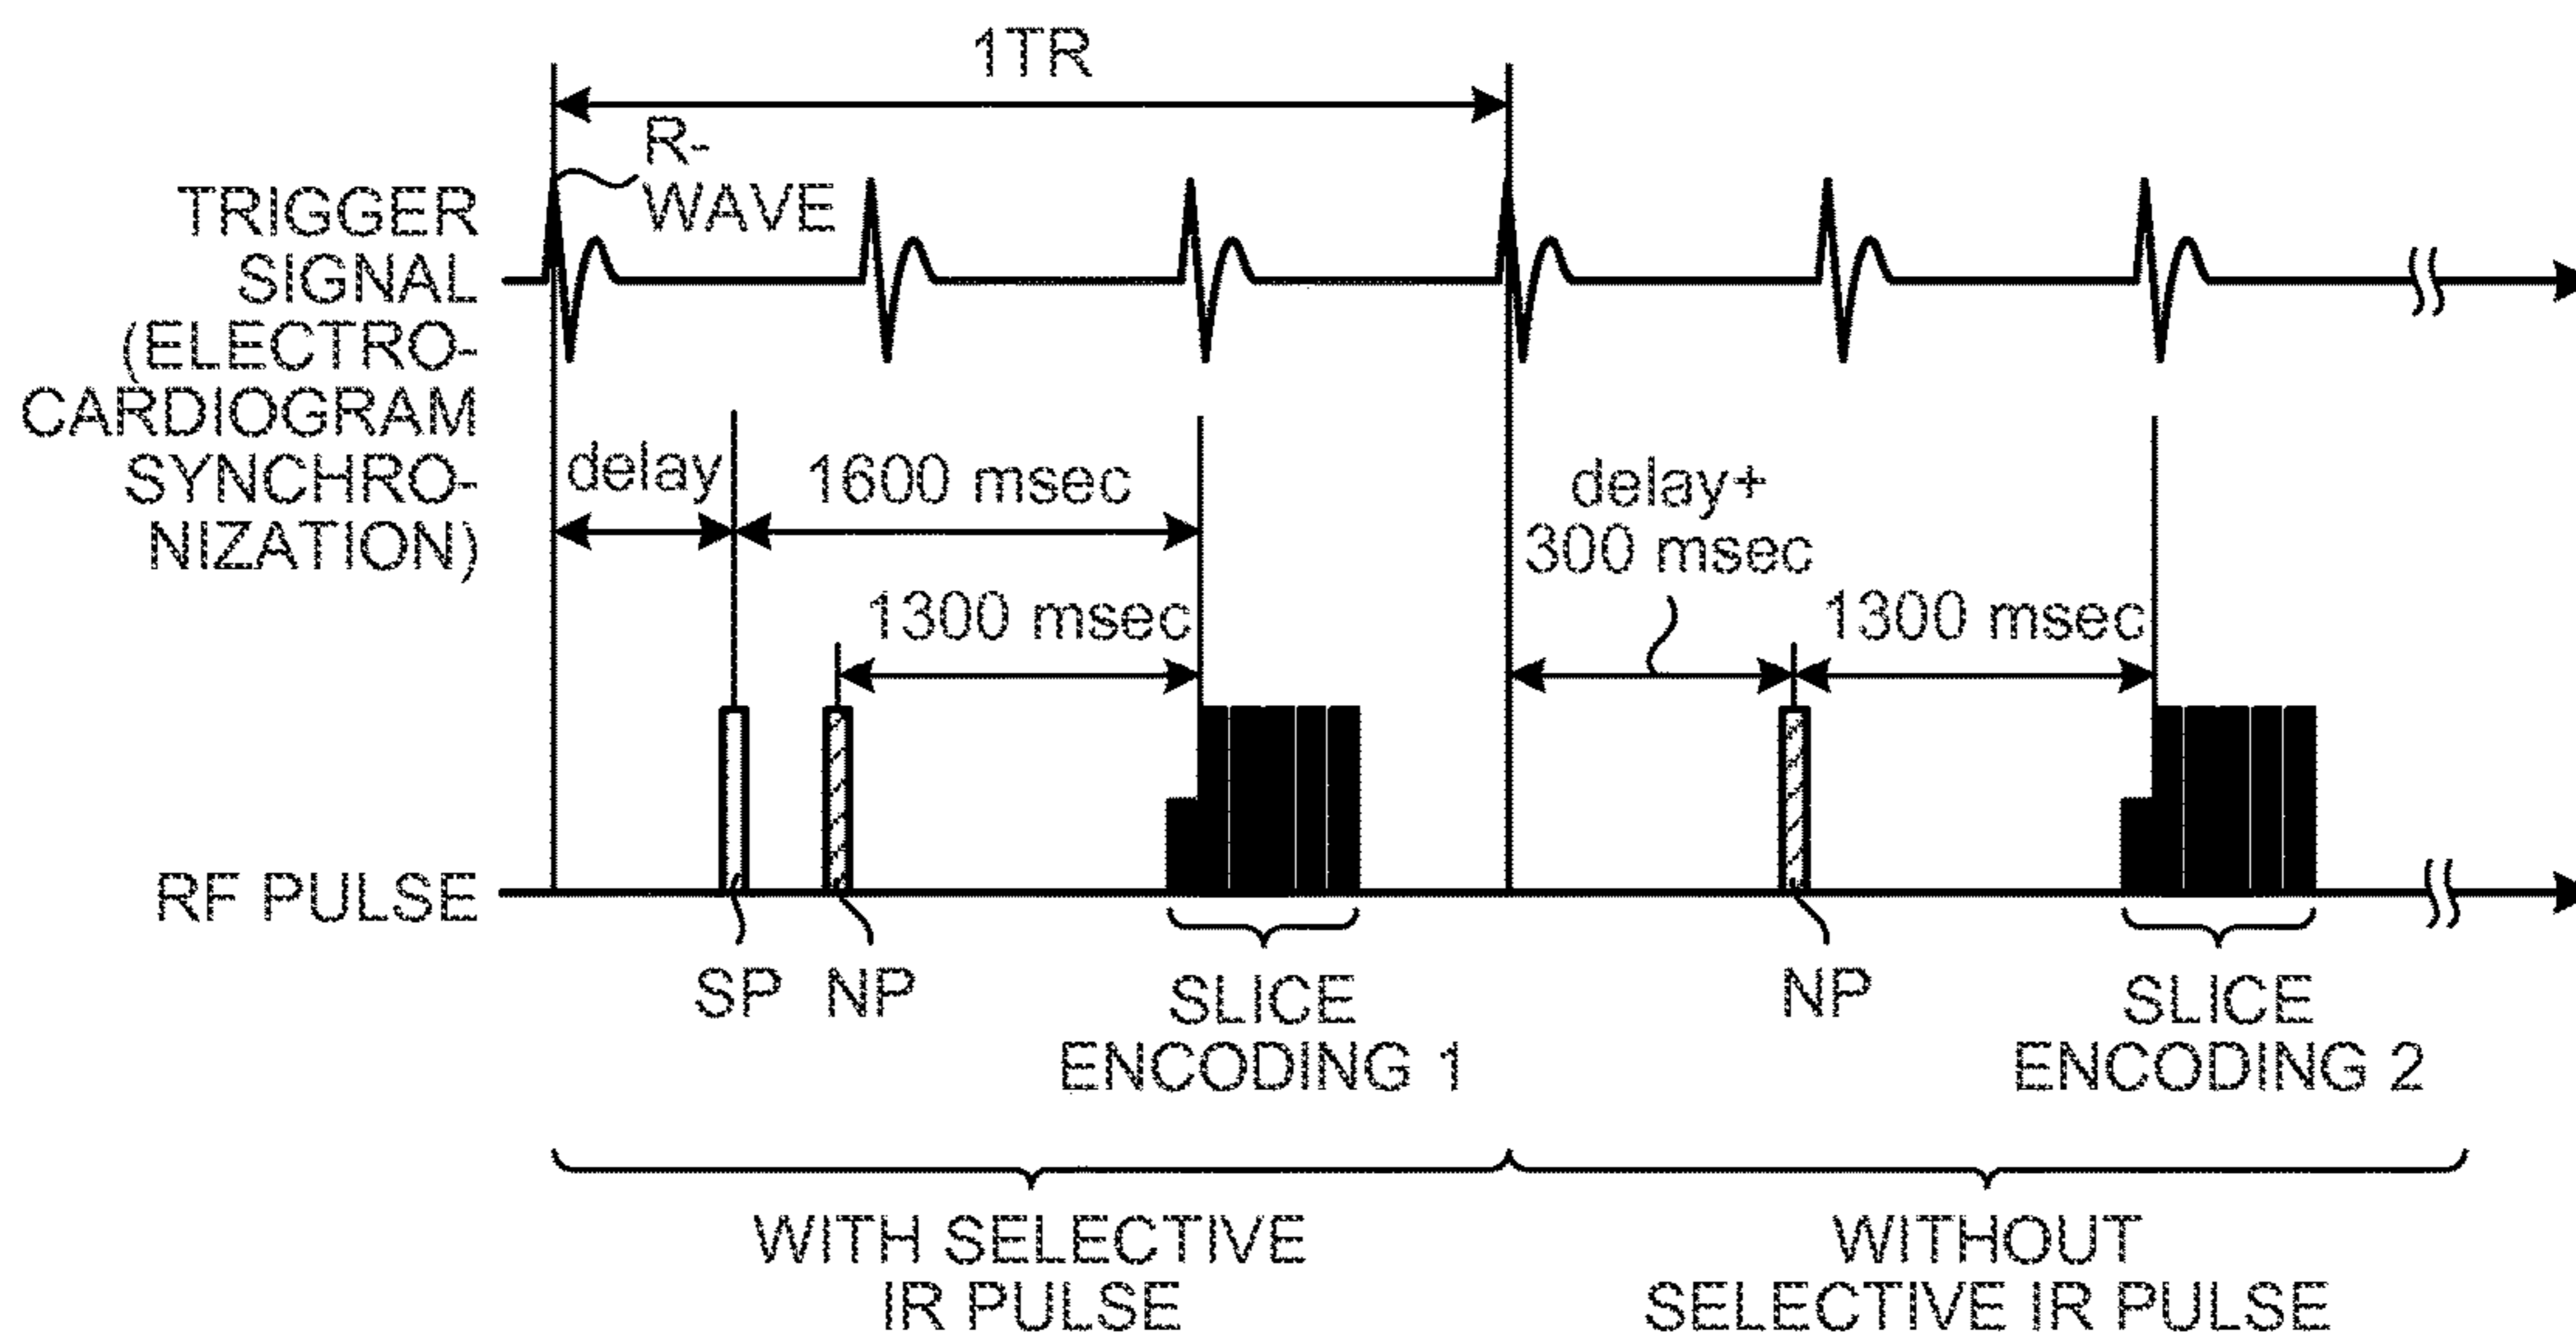 1TR
R-
WAVE
TRIGGER
SIGNAL
(ELECTRO-
CARDIOGRAM
SYNCHRO-
NIZATION)
delay
1600 msec
1300 msec
delay+
300 msec
1300 msec
RF PULSE
SP
NP
SLICE
ENCODING 1
NP
SLICE
ENCODING 2
WITH SELECTIVE
IR PULSE
WITHOUT
SELECTIVE IR PULSE